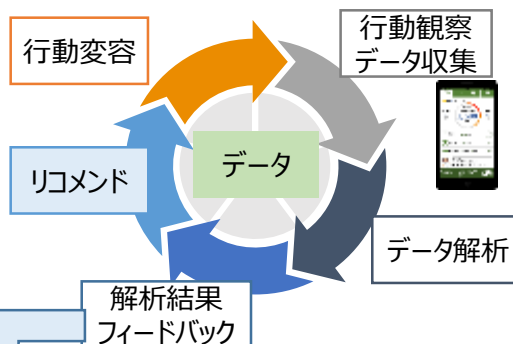 行動変容
行動観察
データ収集
リコメンド
データ
データ解析
解析結果
フィードバック